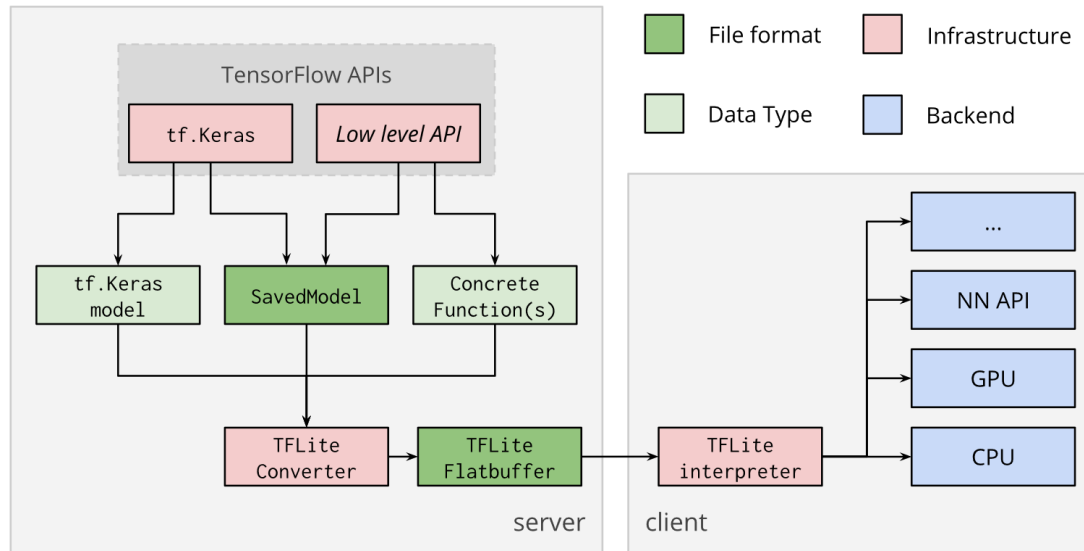 TensorFlow APIs
tf.Keras
Low level API
tf.Keras
model
SavedModel
Concrete
Function(s)
TFLite
Converter
TFLite
Flatbuffer
server
File format
Infrastructure
Data Type
Backend
TFLite
interpreter
...
NN API
GPU
CPU
client